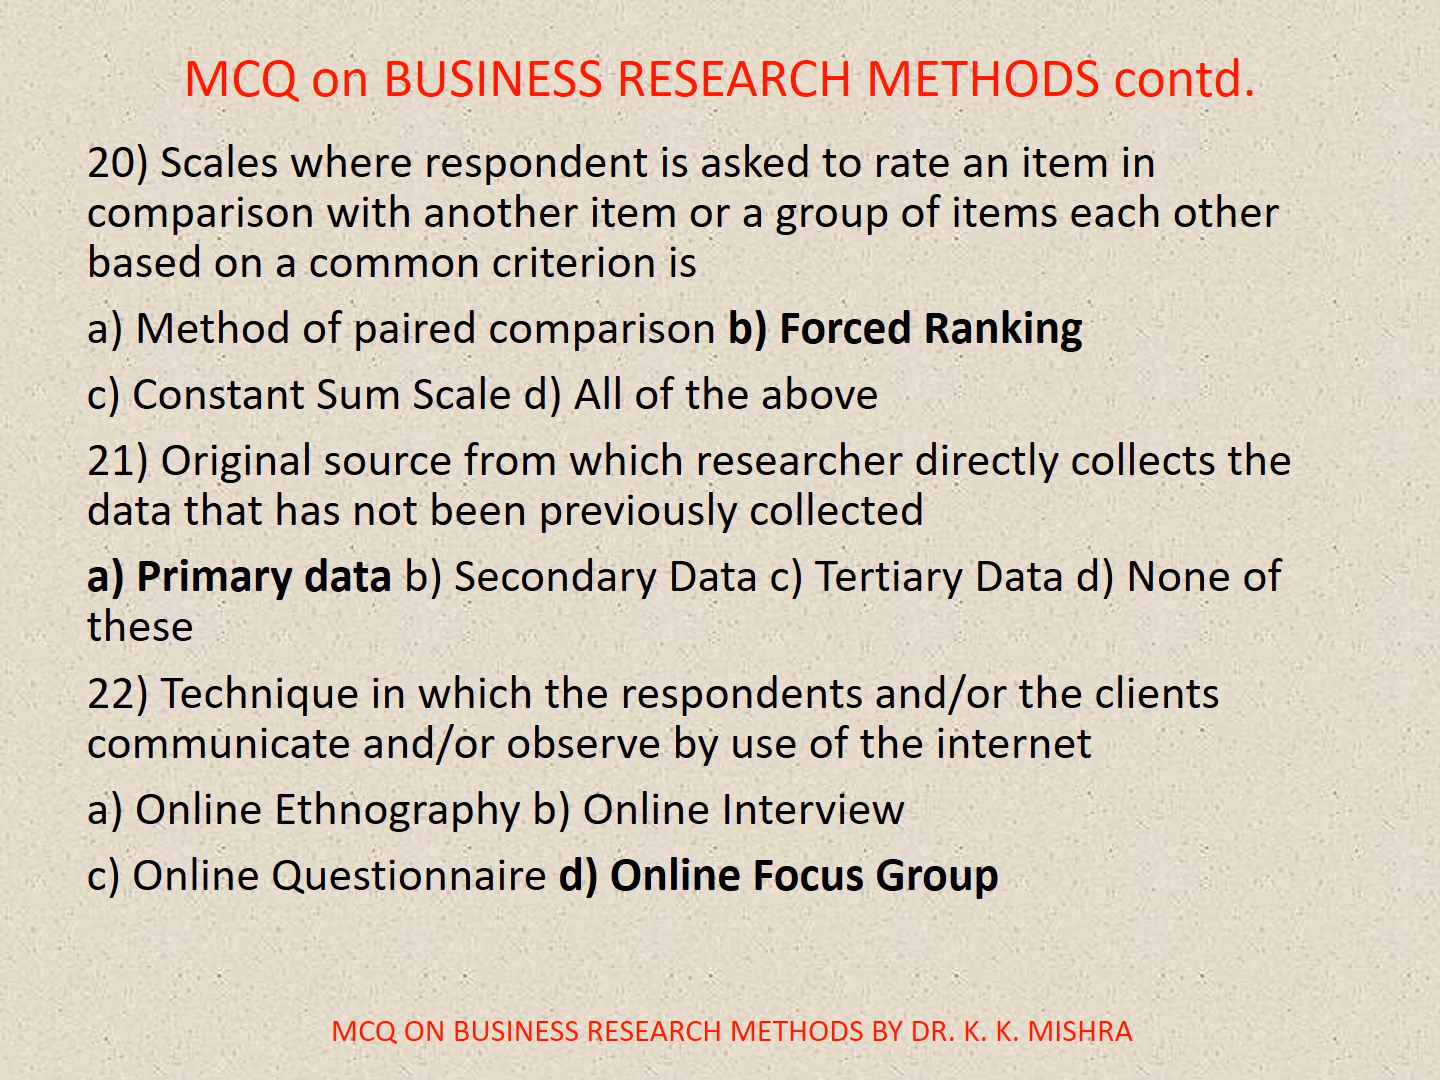 MCQ on BUSINESS RESEARCH METHODS contd.
20) Scales where respondent is asked to rate an item in
comparison with another item or a group of items each other
based on a common criterion is
a) Method of paired comparison b) Forced Ranking
c) Constant Sum Scale d) All of the above
21) Original source from which researcher directly collects the
data that has not been previously collected
a) Primary data b) Secondary Data c) Tertiary Data d) None of
these
22) Technique in which the respondents and/or the clients
communicate and/or observe by use of the internet
a) Online Ethnography b) Online Interview
c) Online Questionnaire d) Online Focus Group
MCQ ON BUSINESS RESEARCH METHODS BY DR. K. K. MISHRA